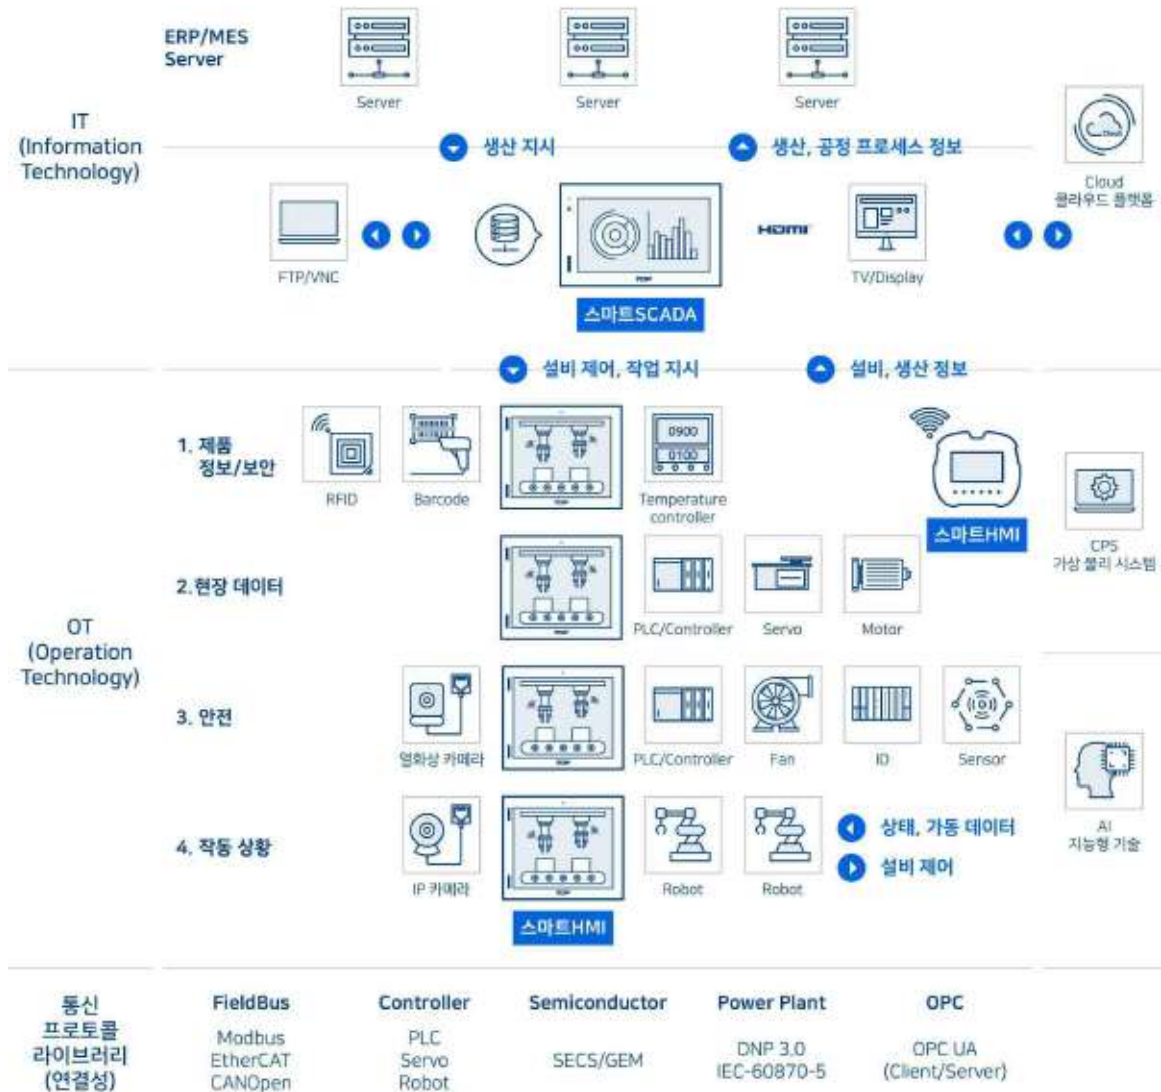 ERP/MES
Server
Server
Server
Server
IT
(Information
Technology)
생산 지시
생산, 공정 프로세스 정보
Cloud
Cloud
클라우드 플랫폼
FTP/VNC
HDMI
TV/Display
스마트SCADA
설비 제어, 작업 지시
설비, 생산 정보
1. 제품
정보/보안
RFID
Barcode
0900
0100
Temperature
controller
스마트HMI
CPS
가상 물리 시스템
2.현장 데이터
PLC/Controller
Servo
Motor
OT
(Operation
Technology)
3. 안전
열화상 카메라
PLC/Controller
Fan
IO
Sensor
AI
지능형 기술
4. 작동 상황
IP 카메라
Robot
Robot
상태, 가동 데이터
설비 제어
스마트HMI
통신
프로토콜
라이브러리
(연결성)
FieldBus
Modbus
EtherCAT
CANOpen
Controller
PLC
Servo
Robot
Semiconductor
SECS/GEM
Power Plant
DNP 3.0
IEC-60870-5
OPC
OPC UA
(Client/Server)